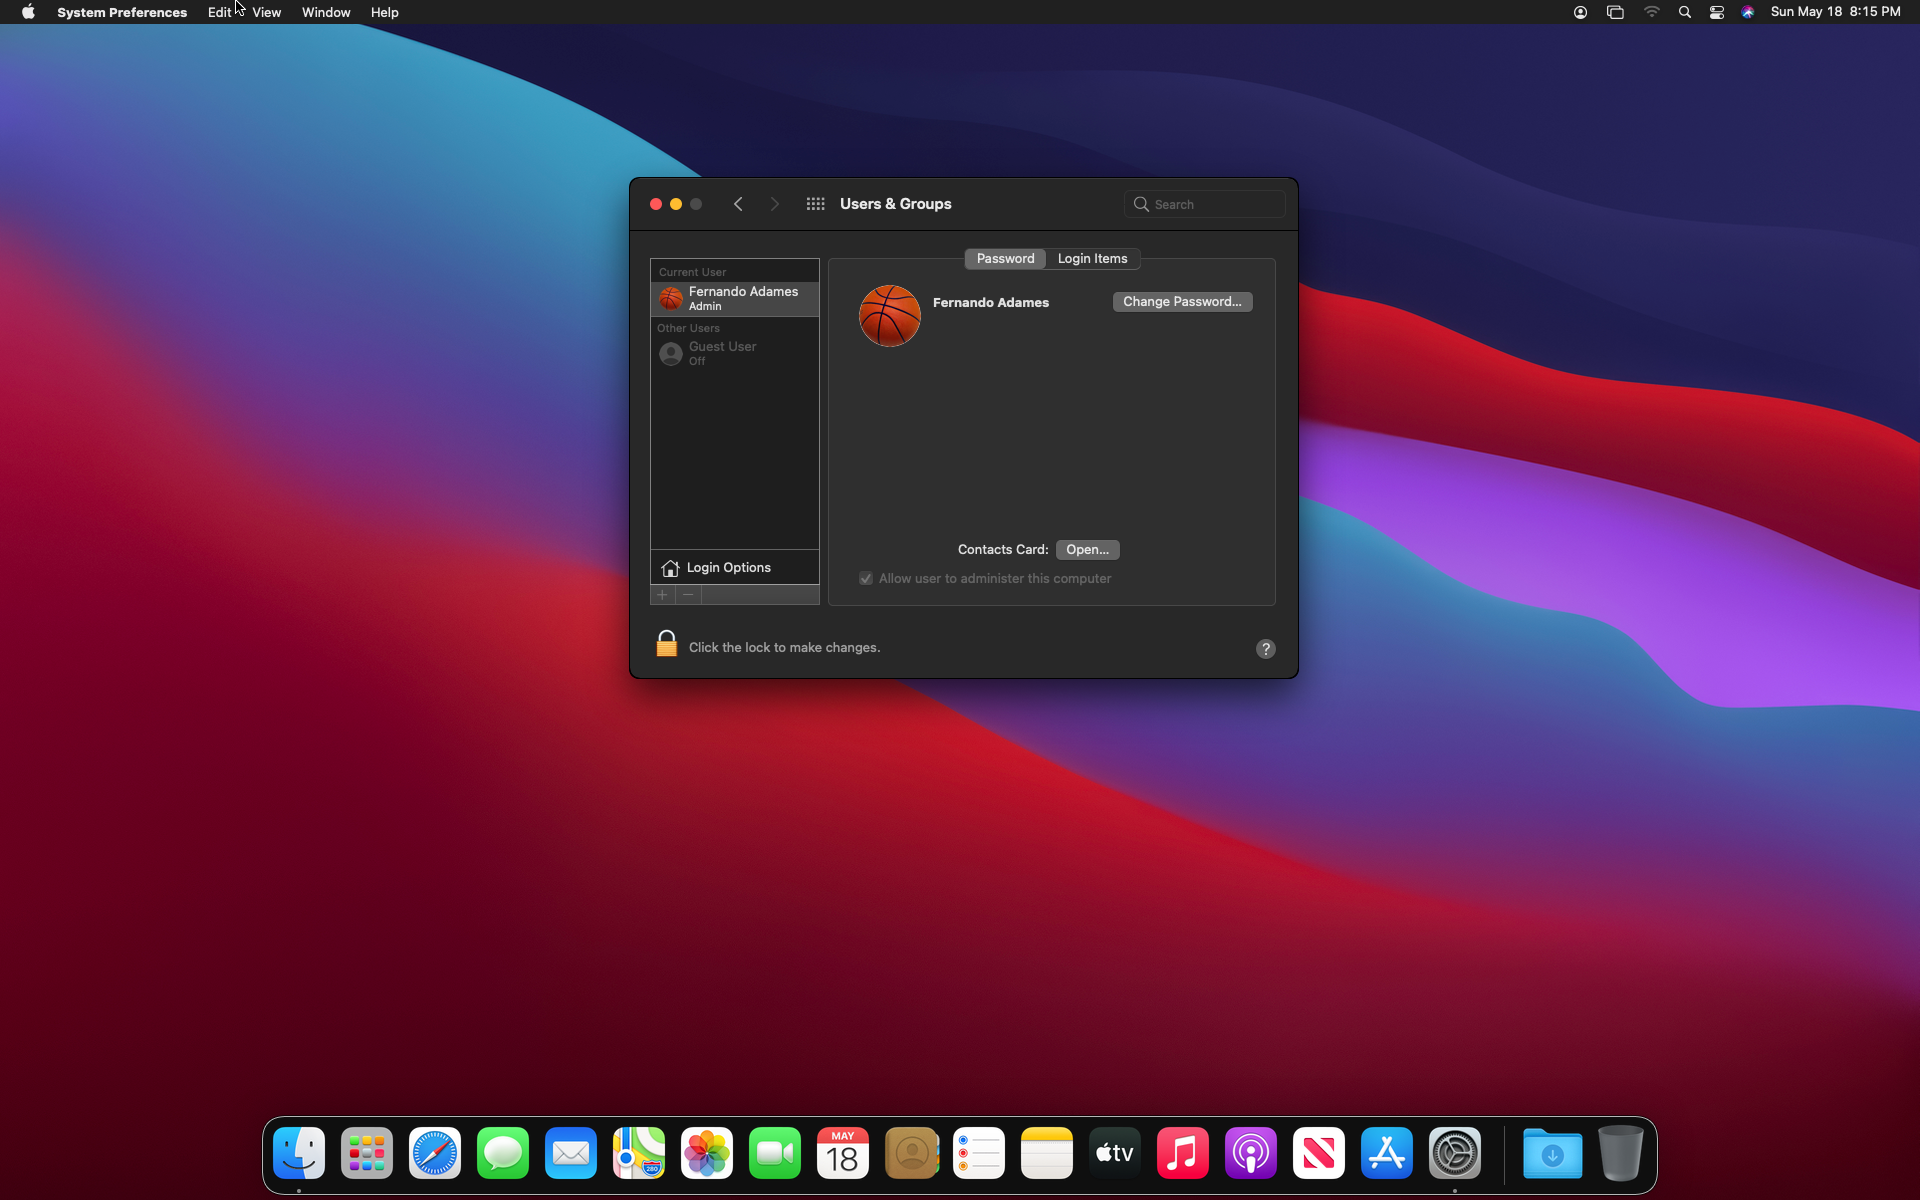 System Preferences Edit View Window Help
Sun May 18 8:15 PM
Users & Groups
Search
Password Login Items
Current User
Fernando Adames
Admin
Other Users
Guest User
Off
Login Options
Fernando Adames
Change Password...
Contacts Card: Open...
Allow user to administer this computer
Click the lock to make changes.
?
280
MAY
18
tv